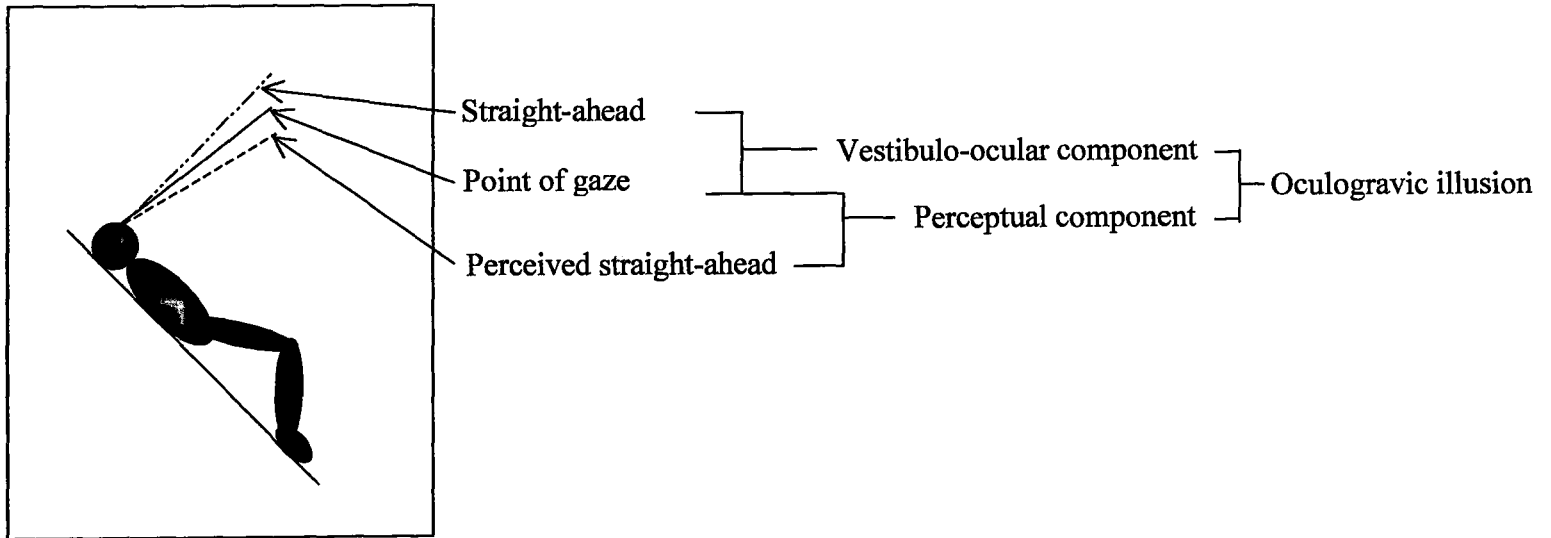 Straight-ahead
Vestibulo-ocular component
Point of gaze
Oculogravic illusion
Perceptual component
Perceived straight-ahead